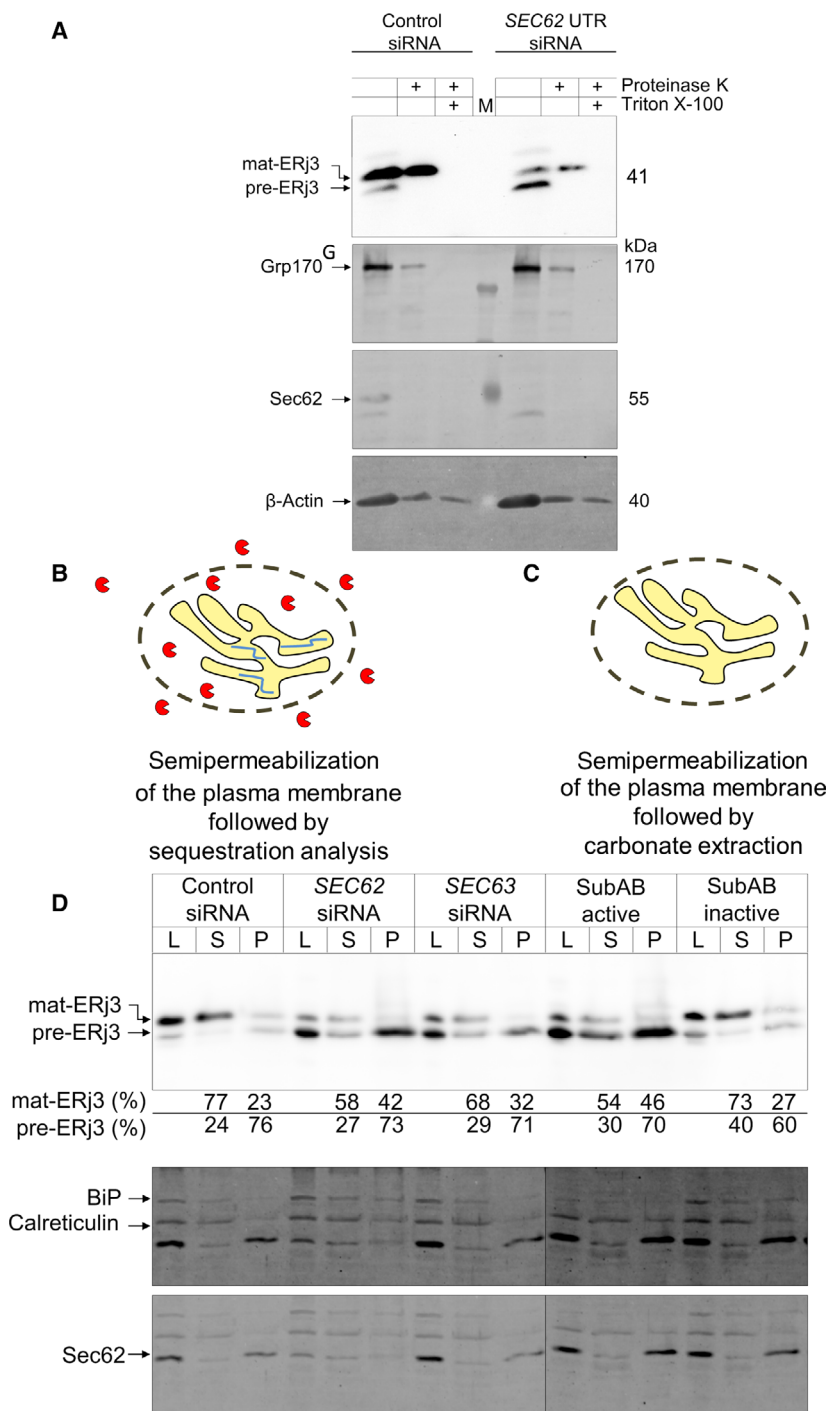 A
Control
siRNA
SEC62 UTR
siRNA
+ + + + Proteinase K
+ M + Triton X-100
mat-ERj3
pre-ERj3
41
G
kDa
Grp170
170
Sec62
55
β-Actin
40
B
C
Semipermeabilization
of the plasma membrane
followed by
sequestration analysis
Semipermeabilization
of the plasma membrane
followed by
carbonate extraction
D
Control
siRNA
SEC62
siRNA
SEC63
siRNA
SubAB
active
SubAB
inactive
L S P L S P L S P L S P L S P
mat-ERj3
pre-ERj3
mat-ERj3 (%) 77 23 58 42 68 32 54 46 73 27
pre-ERj3 (%) 24 76 27 73 29 71 30 70 40 60
BiP
Calreticulin
Sec62